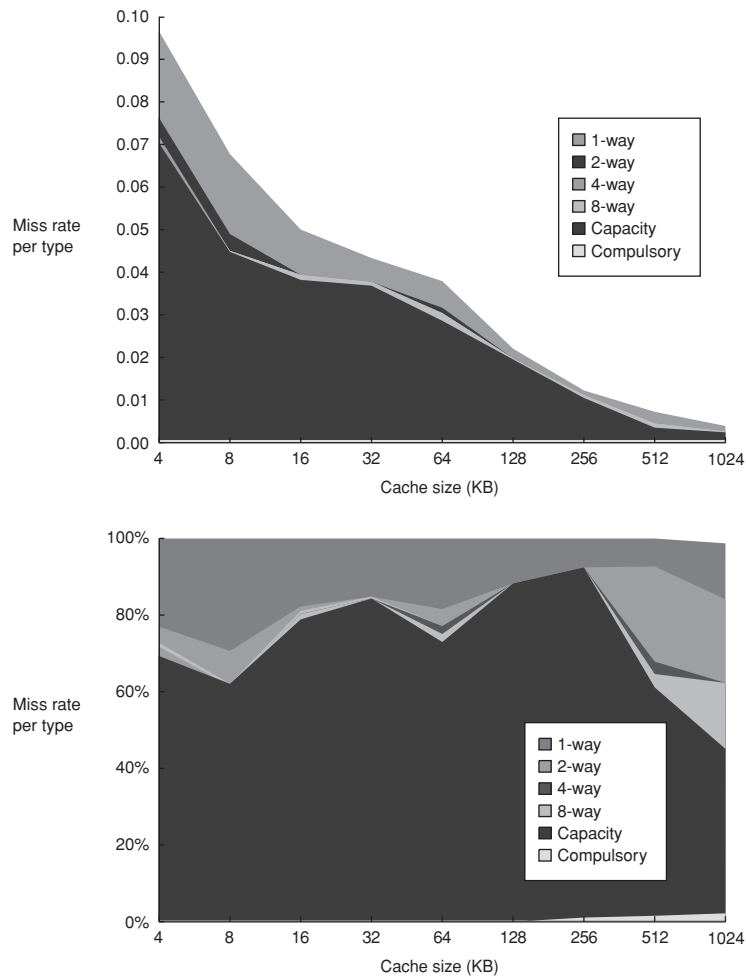 0.10
0.09
0.08
0.07
0.06
0.05
0.04
0.03
0.02
0.01
0.00
Miss rate
per type
1-way
2-way
4-way
8-way
Capacity
Compulsory
4 8 16 32 64 128 256 512 1024
Cache size (KB)
100%
80%
60%
40%
20%
0%
Miss rate
per type
1-way
2-way
4-way
8-way
Capacity
Compulsory
4 8 16 32 64 128 256 512 1024
Cache size (KB)